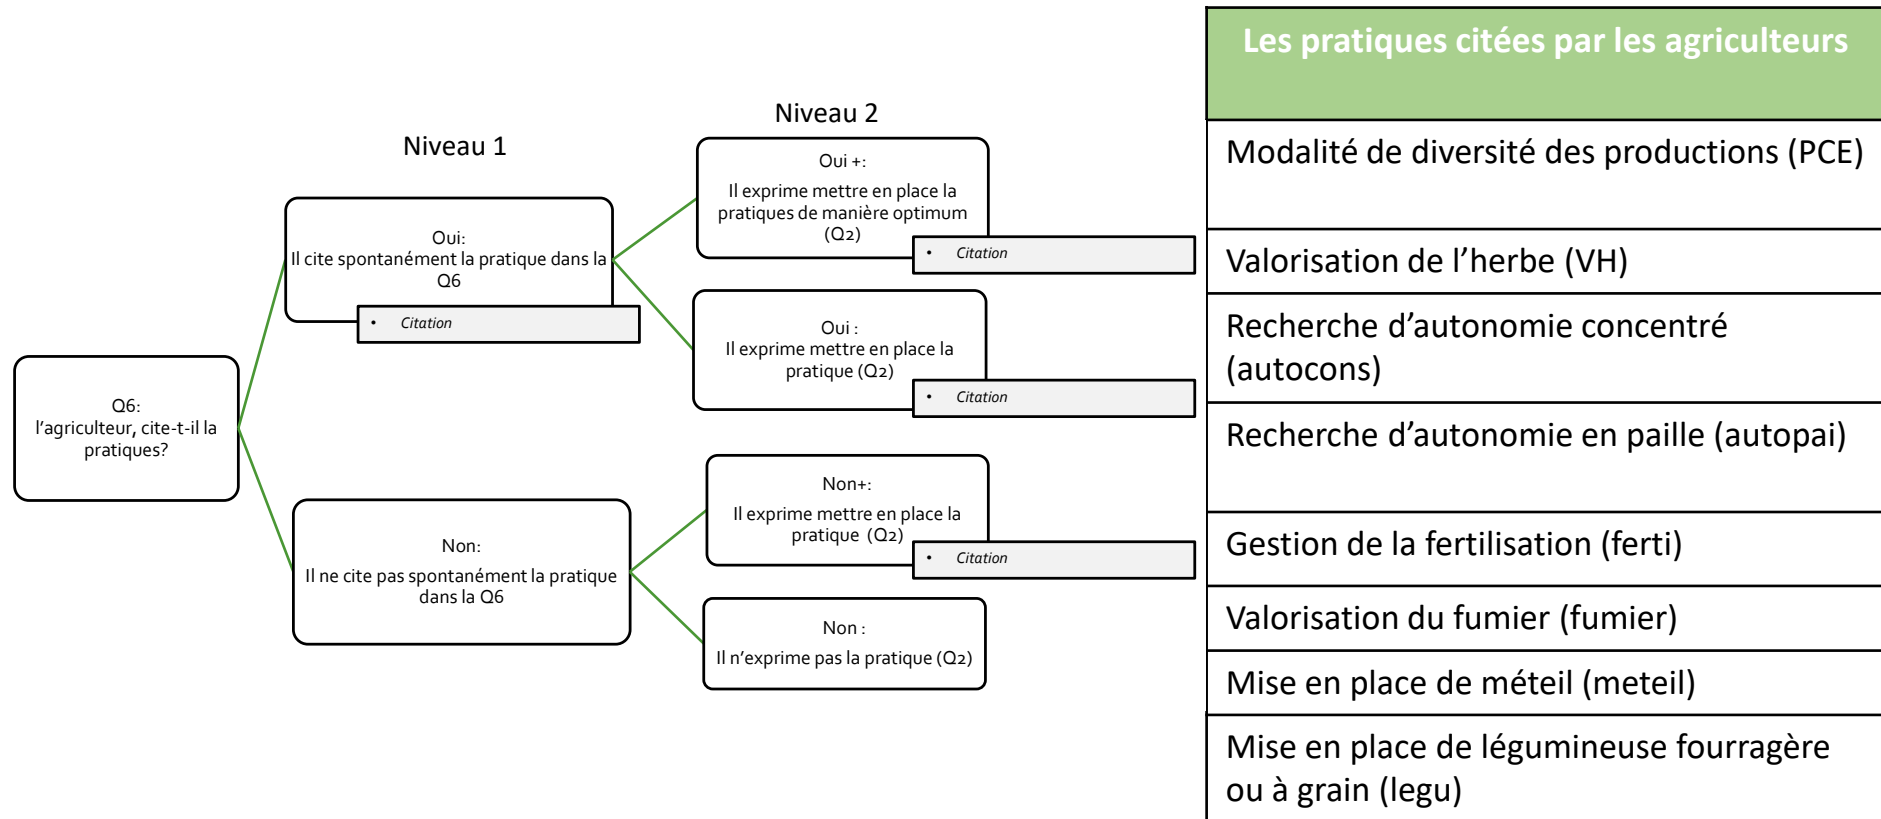 Niveau 1
Niveau 2
Q6:
l'agriculteur, cite-t-il la
pratiques?
Oui:
Il cite spontanément la pratique dans la
Q6
• Citation
Non:
Il ne cite pas spontanément la pratique
dans la Q6
Oui +:
Il exprime mettre en place la
pratiques de manière optimum
(Q2)
• Citation
Oui :
Il exprime mettre en place la
pratique (Q2)
• Citation
Non+:
Il exprime mettre en place la
pratique (Q2)
• Citation
Non :
Il n'exprime pas la pratique (Q2)
Les pratiques citées par les agriculteurs
Modalité de diversité des productions (PCE)
Valorisation de l’herbe (VH)
Recherche d’autonomie concentré
(autocons)
Recherche d’autonomie en paille (autopai)
Gestion de la fertilisation (ferti)
Valorisation du fumier (fumier)
Mise en place de méteil (meteil)
Mise en place de légumineuse fourragère
ou à grain (legu)